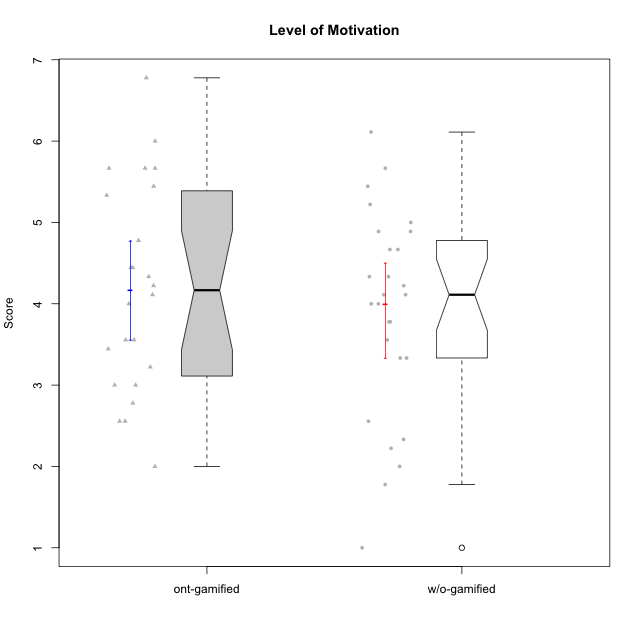 Level of Motivation
Score
7
6
5
4
3
2
1
ont-gamified
w/o-gamified